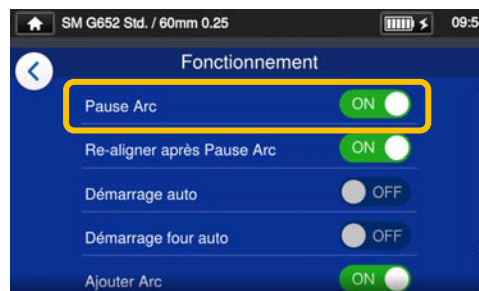 SM G652 Std. / 60mm 0.25 09:5
Fonctionnement
Pause Arc ON
Re-aligner après Pause Arc ON
Démarrage auto OFF
Démarrage four auto OFF
Ajouter Arc ON